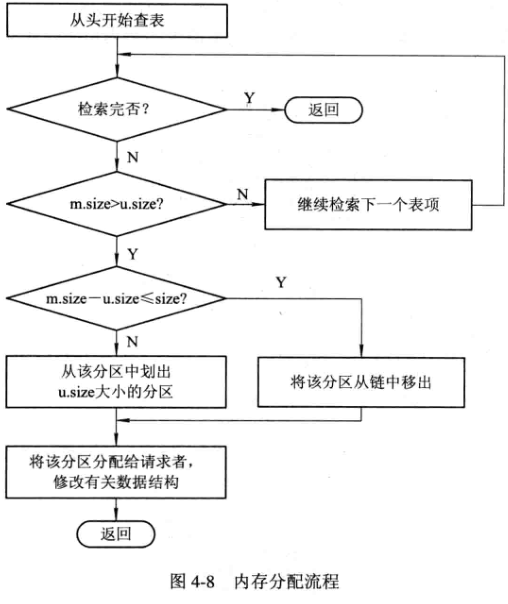 从头开始查表
检索完否？
Y
返回
N
m.size>u.size?
N
继续检索下一个表项
Y
m.size－u.size≤size?
Y
N
从该分区中划出
u.size大小的分区
将该分区从链中移出
将该分区分配给请求者，
修改有关数据结构
返回
图 4-8 内存分配流程